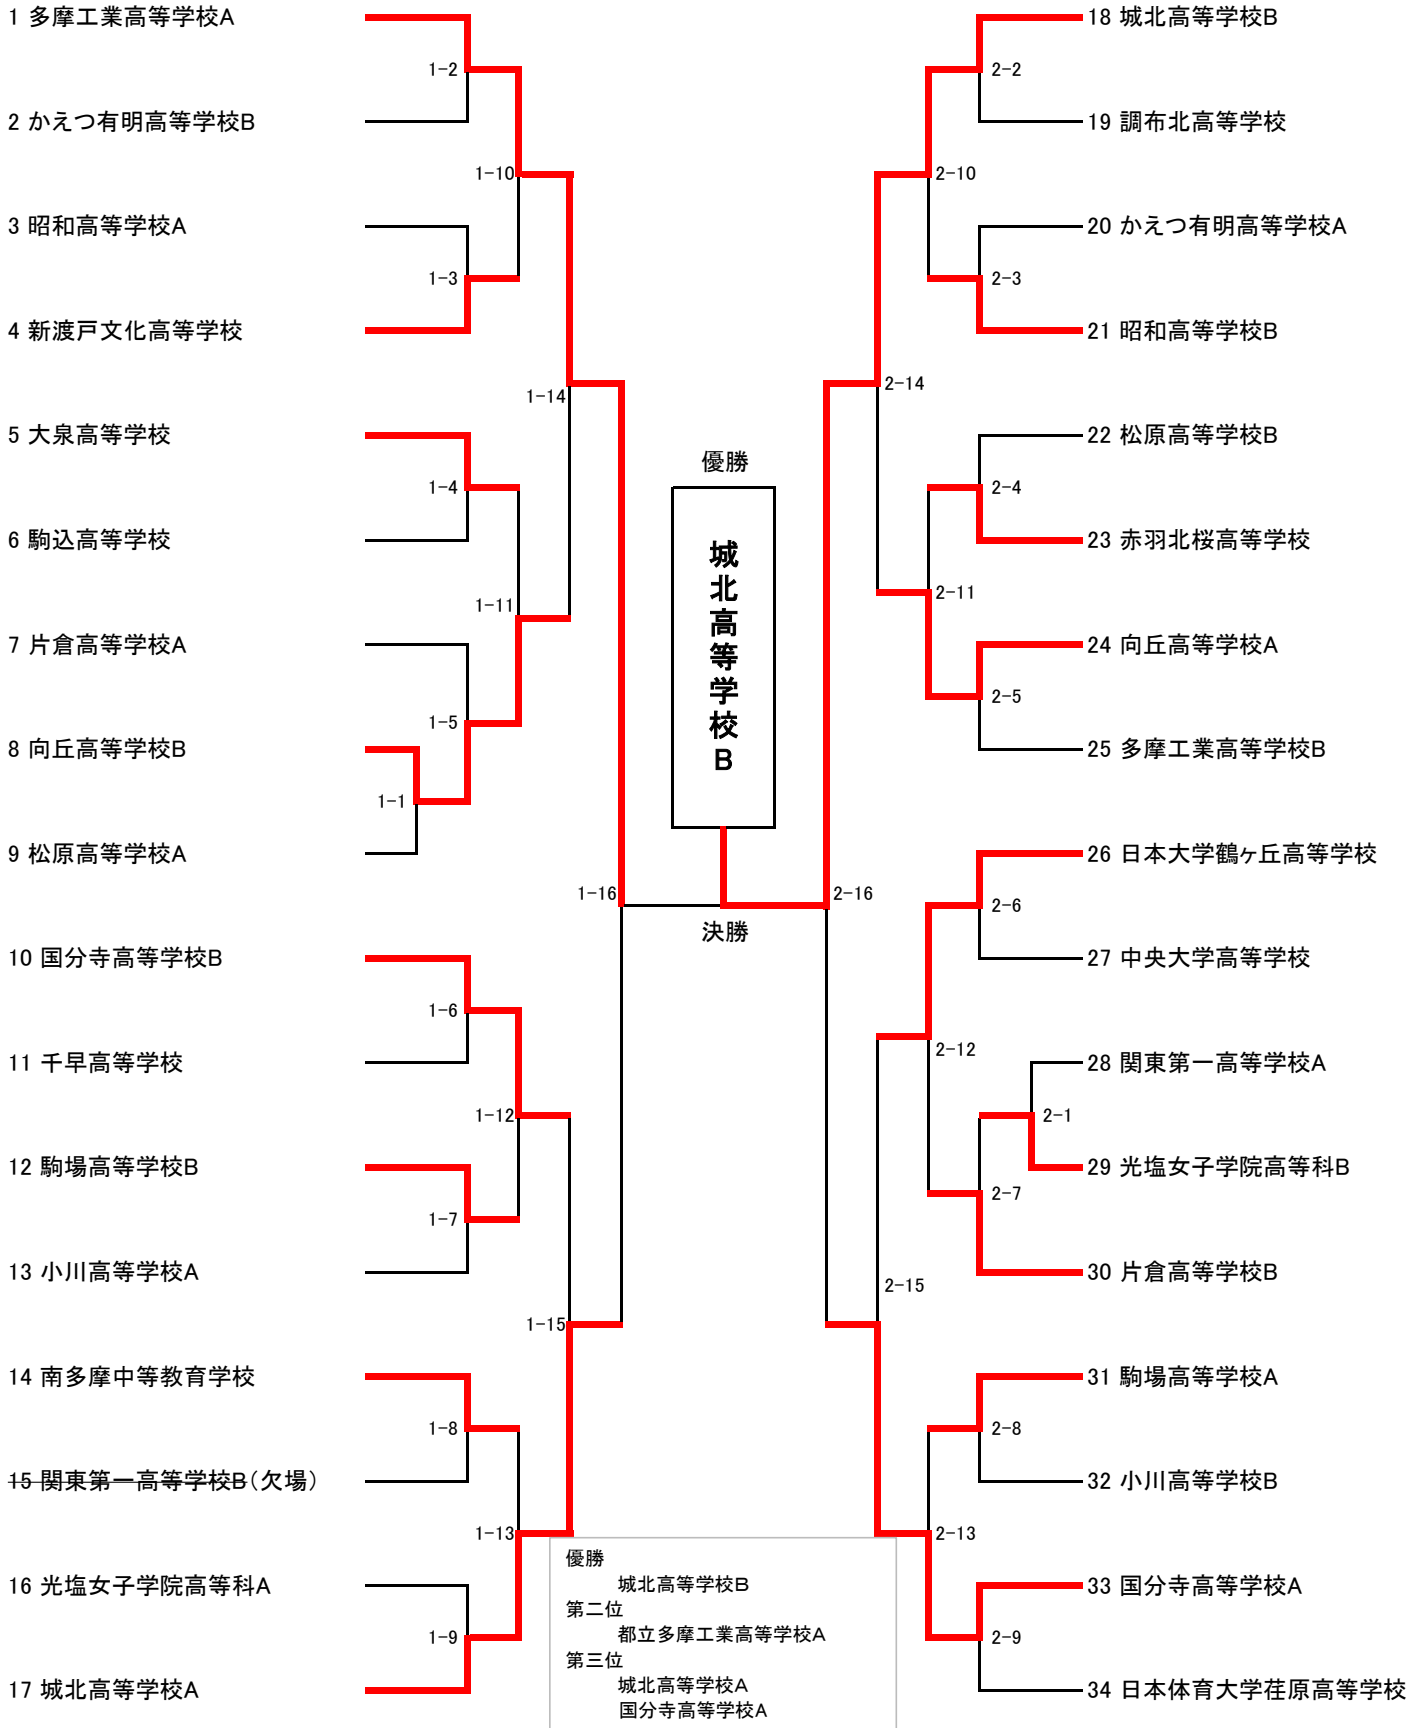 1 多摩工業高等学校A
1-2
2 かえつ有明高等学校B
1-10
3 昭和高等学校A
1-3
4 新渡戸文化高等学校
1-14
5 大泉高等学校
1-4
6 駒込高等学校
1-11
7 片倉高等学校A
1-5
8 向丘高等学校B
1-1
9 松原高等学校A
1-16
10 国分寺高等学校B
1-6
11 千早高等学校
1-12
12 駒場高等学校B
1-7
13 小川高等学校A
1-15
14 南多摩中等教育学校
1-8
15 関東第一高等学校B(欠場)
1-13
16 光塩女子学院高等科A
1-9
17 城北高等学校A
優勝
城北高等学校B
決勝
18 城北高等学校B
2-2
19 調布北高等学校
2-10
20 かえつ有明高等学校A
2-3
21 昭和高等学校B
2-14
22 松原高等学校B
2-4
23 赤羽北桜高等学校
2-11
24 向丘高等学校A
2-5
25 多摩工業高等学校B
2-16
26 日本大学鶴ヶ丘高等学校
2-6
27 中央大学高等学校
2-12
28 関東第一高等学校A
2-1
29 光塩女子学院高等科B
2-7
30 片倉高等学校B
2-15
31 駒場高等学校A
2-8
32 小川高等学校B
2-13
33 国分寺高等学校A
2-9
34 日本体育大学荏原高等学校
優勝
城北高等学校B
第二位
都立多摩工業高等学校A
第三位
城北高等学校A
国分寺高等学校A